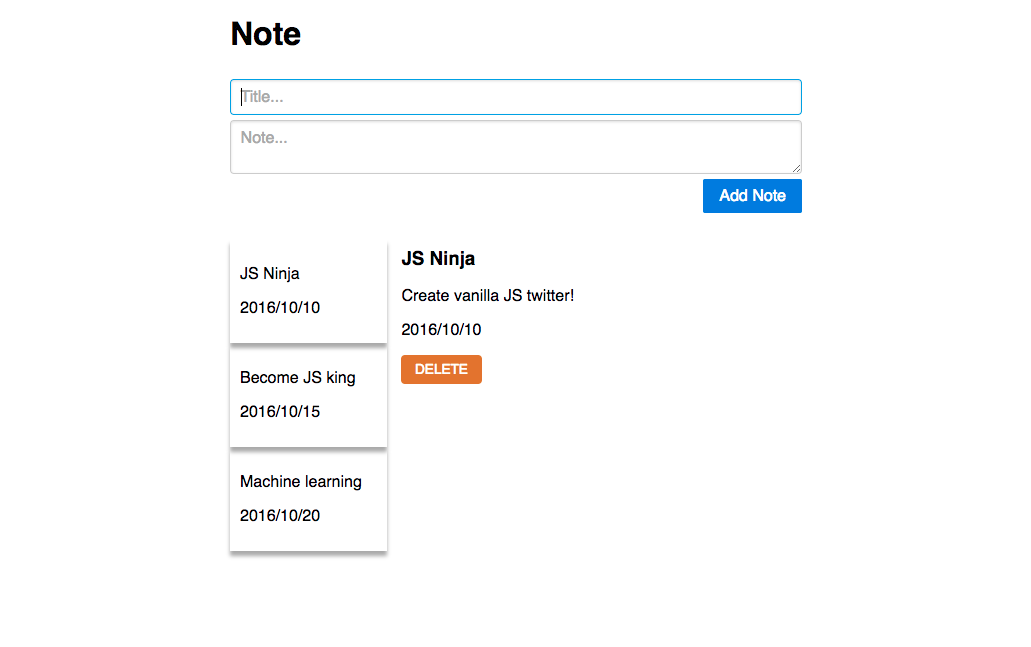 Note
Title...
Note...
Add Note
JS Ninja
2016/10/10
Become JS king
2016/10/15
Machine learning
2016/10/20
JS Ninja
Create vanilla JS twitter!
2016/10/10
DELETE